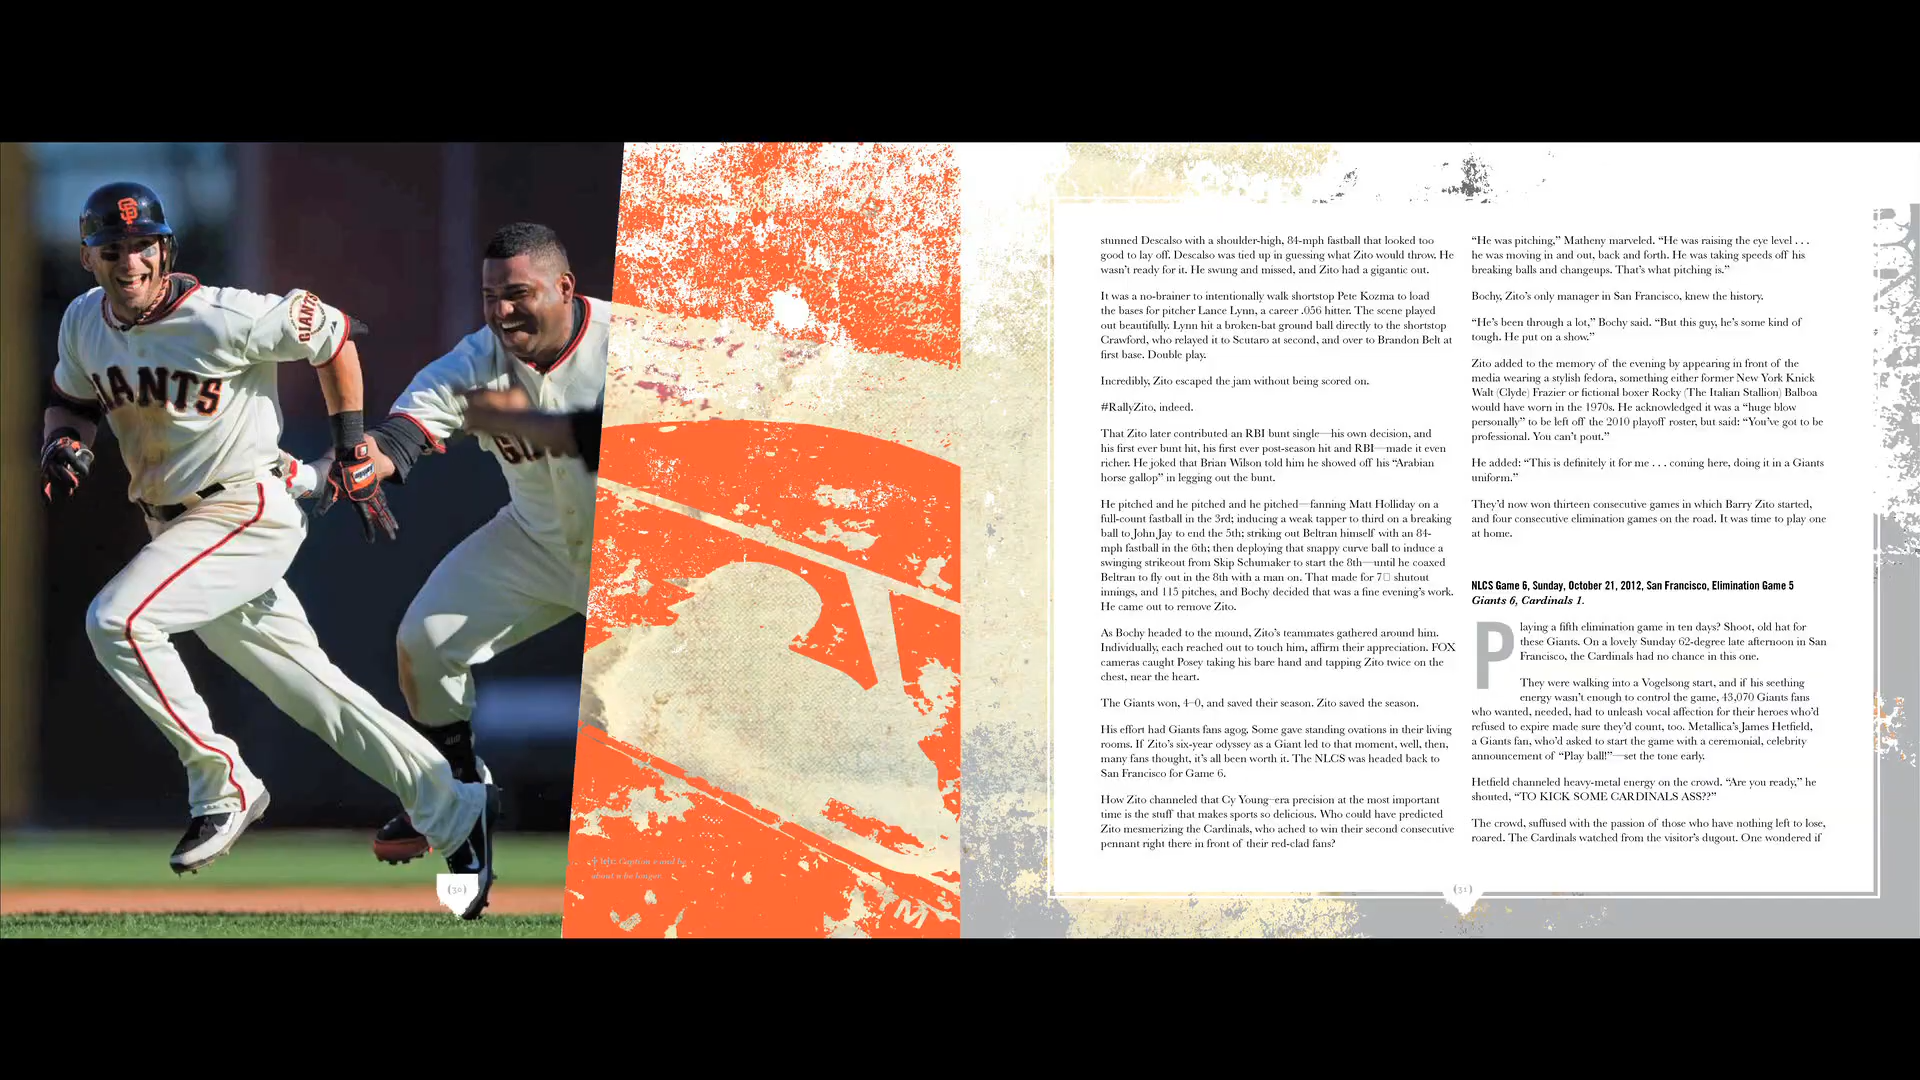 SF
GIANTS
GIANTS
GI
(30)
left: Caption e and by
about a be longer.
M
stunned Descalso with a shoulder-high, 84-mph fastball that looked too
good to lay off. Descalso was tied up in guessing what Zito would throw. He
wasn’t ready for it. He swung and missed, and Zito had a gigantic out.
It was a no-brainer to intentionally walk shortstop Pete Kozma to load
the bases for pitcher Lance Lynn, a career .056 hitter. The scene played
out beautifully. Lynn hit a broken-bat ground ball directly to the shortstop
Crawford, who relayed it to Scutaro at second, and over to Brandon Belt at
first base. Double play.
Incredibly, Zito escaped the jam without being scored on.
#RallyZito, indeed.
That Zito later contributed an RBI bunt single—his own decision, and
his first ever bunt hit, his first ever post-season hit and RBI—made it even
richer. He joked that Brian Wilson told him he showed off his “Arabian
horse gallop” in legging out the bunt.
He pitched and he pitched and he pitched—fanning Matt Holliday on a
full-count fastball in the 3rd; inducing a weak tapper to third on a breaking
ball to John Jay to end the 5th; striking out Beltran himself with an 84-
mph fastball in the 6th; then deploying that snappy curve ball to induce a
swinging strikeout from Skip Schumaker to start the 8th—until he coaxed
Beltran to fly out in the 8th with a man on. That made for 7□ shutout
innings, and 115 pitches, and Bochy decided that was a fine evening’s work.
He came out to remove Zito.
As Bochy headed to the mound, Zito’s teammates gathered around him.
Individually, each reached out to touch him, affirm their appreciation. FOX
cameras caught Posey taking his bare hand and tapping Zito twice on the
chest, near the heart.
The Giants won, 4–0, and saved their season. Zito saved the season.
His effort had Giants fans agog. Some gave standing ovations in their living
rooms. If Zito’s six-year odyssey as a Giant led to that moment, well, then,
many fans thought, it’s all been worth it. The NLCS was headed back to
San Francisco for Game 6.
How Zito channeled that Cy Young–era precision at the most important
time is the stuff that makes sports so delicious. Who could have predicted
Zito mesmerizing the Cardinals, who ached to win their second consecutive
pennant right there in front of their red-clad fans?
“He was pitching,” Matheny marveled. “He was raising the eye level . . .
he was moving in and out, back and forth. He was taking speeds off his
breaking balls and changeups. That’s what pitching is.”
Bochy, Zito’s only manager in San Francisco, knew the history.
“He’s been through a lot,” Bochy said. “But this guy, he’s some kind of
tough. He put on a show.”
Zito added to the memory of the evening by appearing in front of the
media wearing a stylish fedora, something either former New York Knick
Walt (Clyde) Frazier or fictional boxer Rocky (The Italian Stallion) Balboa
would have worn in the 1970s. He acknowledged it was a “huge blow
personally” to be left off the 2010 playoff roster, but said: “You’ve got to be
professional. You can’t pout.”
He added: “This is definitely it for me . . . coming here, doing it in a Giants
uniform.”
They’d now won thirteen consecutive games in which Barry Zito started,
and four consecutive elimination games on the road. It was time to play one
at home.
NLCS Game 6, Sunday, October 21, 2012, San Francisco, Elimination Game 5
Giants 6, Cardinals 1.
Playing a fifth elimination game in ten days? Shoot, old hat for
these Giants. On a lovely Sunday 62-degree late afternoon in San
Francisco, the Cardinals had no chance in this one.
They were walking into a Vogelsong start, and if his seething
energy wasn’t enough to control the game, 43,070 Giants fans
who wanted, needed, had to unleash vocal affection for their heroes who’d
refused to expire made sure they’d count, too. Metallica’s James Hetfield,
a Giants fan, who’d asked to start the game with a ceremonial, celebrity
announcement of “Play ball!”—set the tone early.
Hetfield channeled heavy-metal energy on the crowd. “Are you ready,” he
shouted, “TO KICK SOME CARDINALS ASS??”
The crowd, suffused with the passion of those who have nothing left to lose,
roared. The Cardinals watched from the visitor’s dugout. One wondered if
(31)